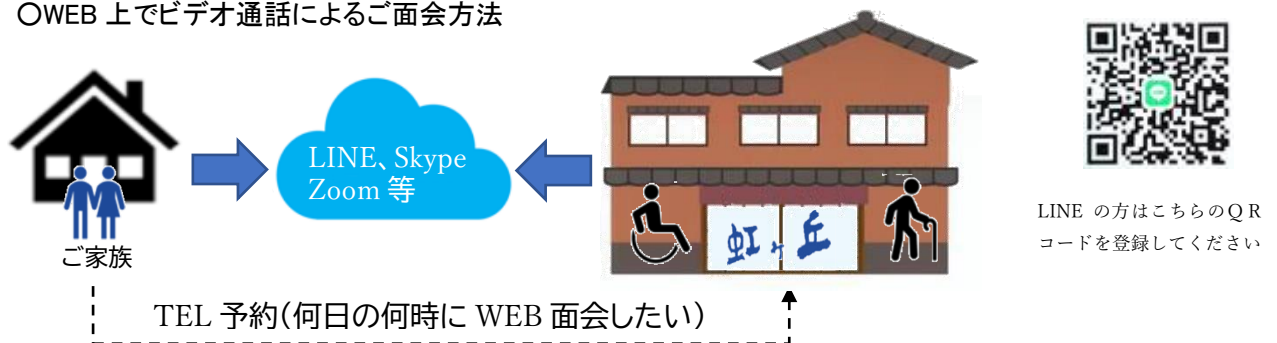 ○WEB 上でビデオ通話によるご面会方法
LINE、Skype
Zoom 等
虹ヶ丘
ご家族
TEL 予約(何日の何時に WEB 面会したい)
LINE の方はこちらのQR
コードを登録してください